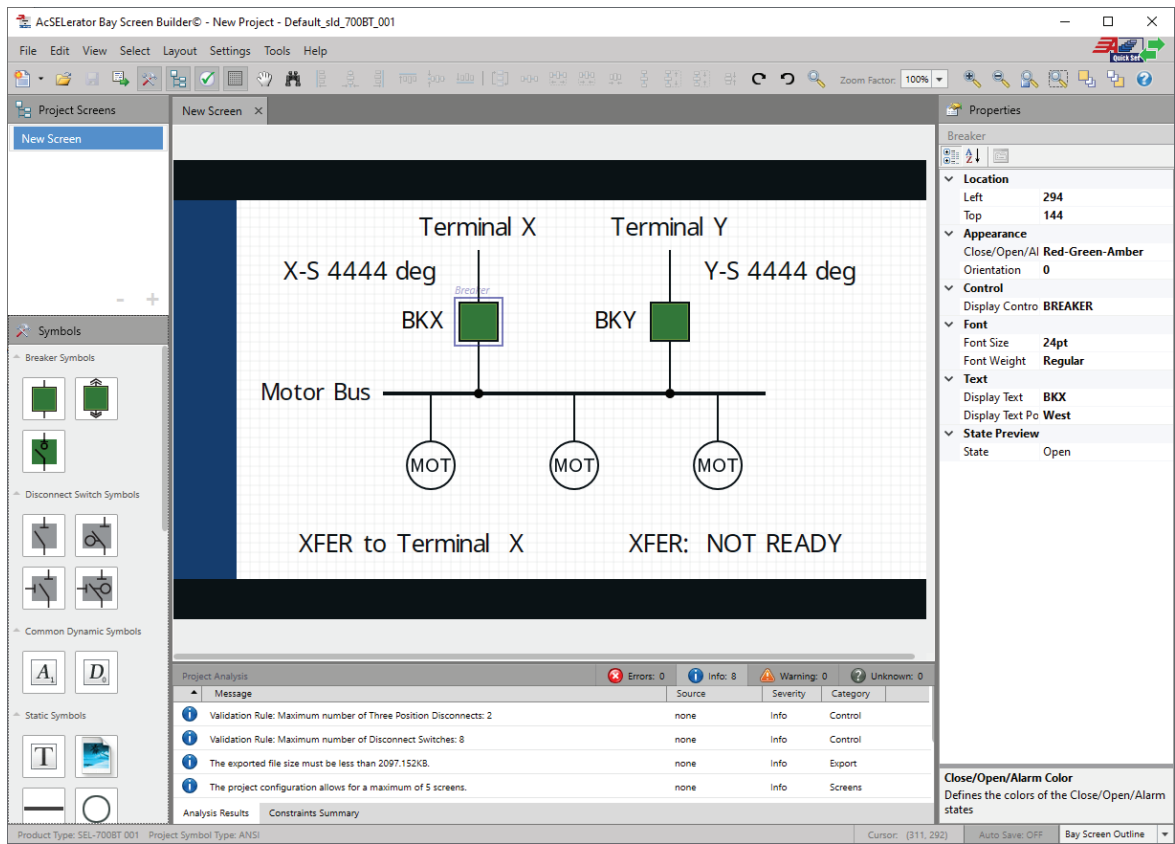 AcSELerator Bay Screen Builder© - New Project - Default_sld_700BT_001
File Edit View Select Layout Settings Tools Help
Quick Set
Zoom Factor: 100%
Project Screens
New Screen
Properties
New Screen
Breaker
Location
Left 294
Top 144
Appearance
Close/Open/Al Red-Green-Amber
Orientation 0
Control
Display Contro BREAKER
Font
Font Size 24pt
Font Weight Regular
Text
Display Text BKX
Display Text Po West
State Preview
State Open
Terminal X Terminal Y
X-S 4444 deg Y-S 4444 deg
Breaker
BKX BKY
Motor Bus
MOT MOT MOT
XFER to Terminal X XFER: NOT READY
Symbols
Breaker Symbols
Disconnect Switch Symbols
Common Dynamic Symbols
A1 D0
Static Symbols
T
Project Analysis Errors: 0 Info: 8 Warning: 0 Unknown: 0
Message Source Severity Category
Validation Rule: Maximum number of Three Position Disconnects: 2 none Info Control
Validation Rule: Maximum number of Disconnect Switches: 8 none Info Control
The exported file size must be less than 2097.152KB. none Info Export
The project configuration allows for a maximum of 5 screens. none Info Screens
Analysis Results Constraints Summary
Close/Open/Alarm Color
Defines the colors of the Close/Open/Alarm
states
Product Type: SEL-700BT 001 Project Symbol Type: ANSI Cursor: (311, 292) Auto Save: OFF Bay Screen Outline